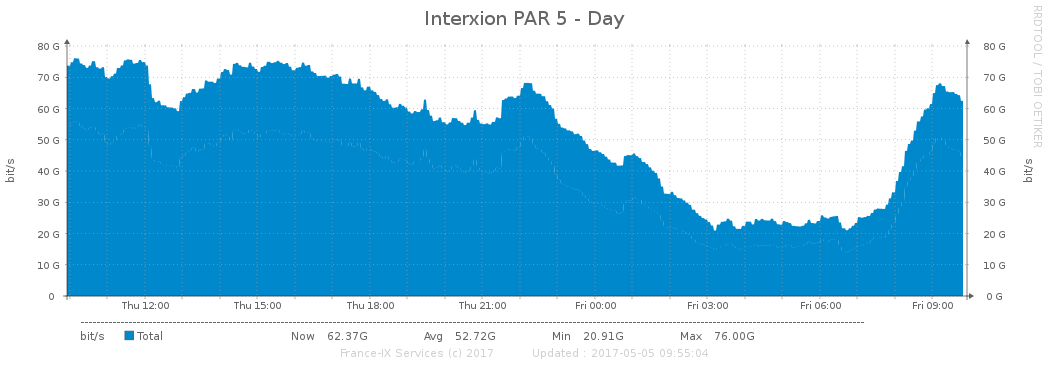 Interxion PAR 5 - Day
RRDTOOL / TOBI OETIKER
80 G 80 G
70 G 70 G
60 G 60 G
50 G 50 G
40 G 40 G
30 G 30 G
20 G 20 G
10 G 10 G
0 0 G
bit/s bit/s
Thu 12:00 Thu 15:00 Thu 18:00 Thu 21:00 Fri 00:00 Fri 03:00 Fri 06:00 Fri 09:00
bit/s Total Now 62.37G Avg 52.72G Min 20.91G Max 76.00G
France-IX Services (c) 2017 Updated : 2017-05-05 09:55:04